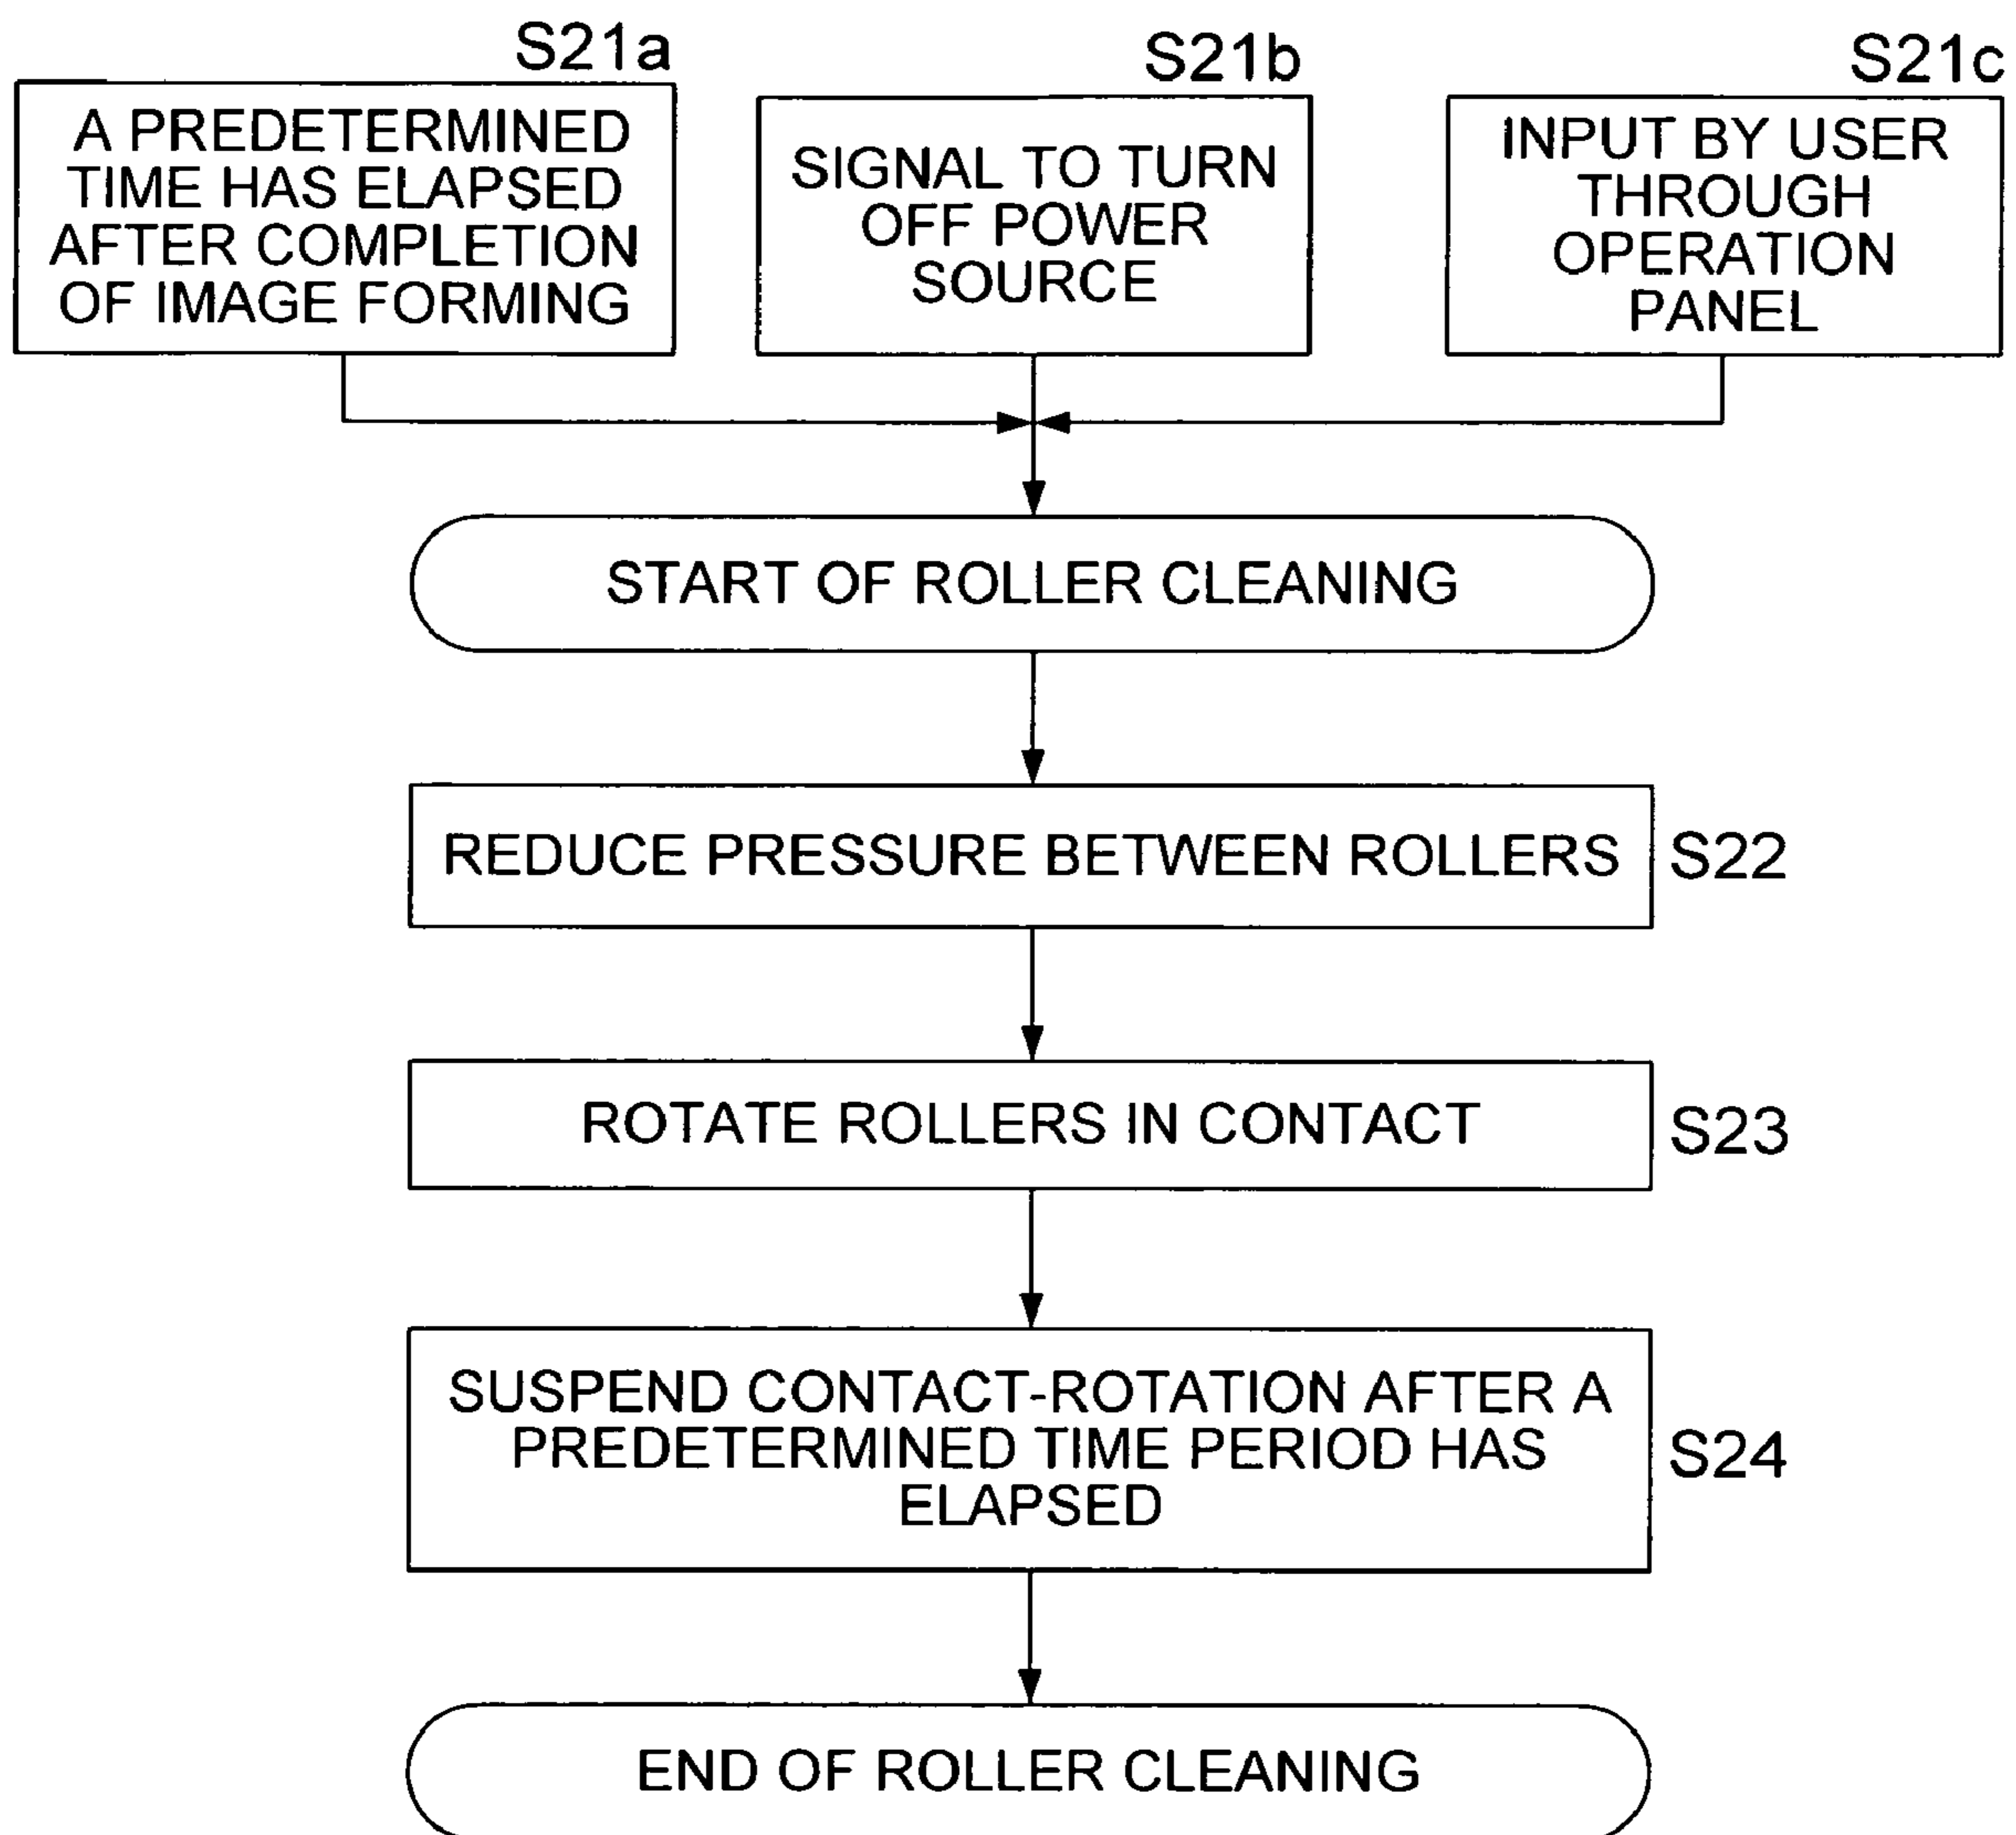 S21a
A PREDETERMINED
TIME HAS ELAPSED
AFTER COMPLETION
OF IMAGE FORMING
S21b
SIGNAL TO TURN
OFF POWER
SOURCE
S21c
INPUT BY USER
THROUGH
OPERATION
PANEL
START OF ROLLER CLEANING
REDUCE PRESSURE BETWEEN ROLLERS
S22
ROTATE ROLLERS IN CONTACT
S23
SUSPEND CONTACT-ROTATION AFTER A
PREDETERMINED TIME PERIOD HAS
ELAPSED
S24
END OF ROLLER CLEANING